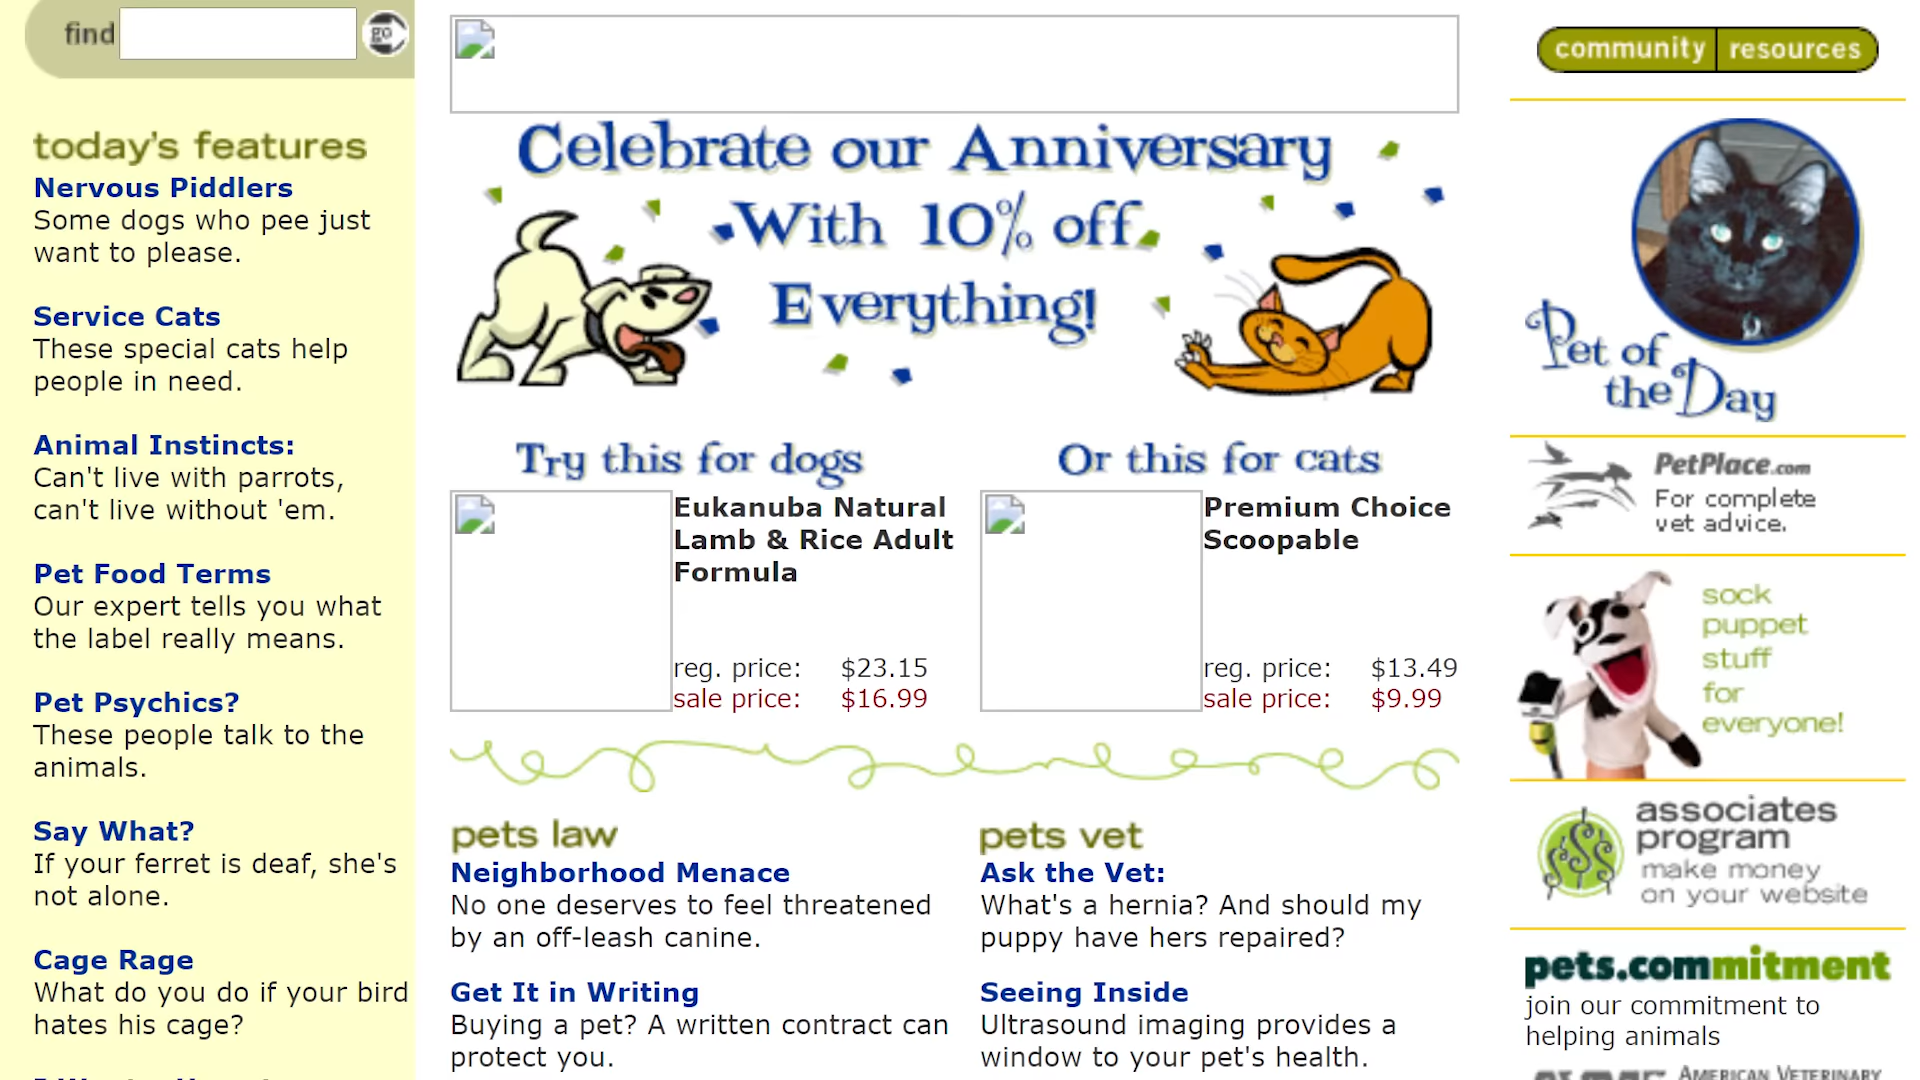 find
go
today's features
Nervous Piddlers
Some dogs who pee just
want to please.
Service Cats
These special cats help
people in need.
Animal Instincts:
Can't live with parrots,
can't live without 'em.
Pet Food Terms
Our expert tells you what
the label really means.
Pet Psychics?
These people talk to the
animals.
Say What?
If your ferret is deaf, she's
not alone.
Cage Rage
What do you do if your bird
hates his cage?
Celebrate our Anniversary
With 10% off
Everything!
Try this for dogs
Eukanuba Natural
Lamb & Rice Adult
Formula
reg. price: $23.15
sale price: $16.99
Or this for cats
Premium Choice
Scoopable
reg. price: $13.49
sale price: $9.99
pets law
Neighborhood Menace
No one deserves to feel threatened
by an off-leash canine.
Get It in Writing
Buying a pet? A written contract can
protect you.
pets vet
Ask the Vet:
What's a hernia? And should my
puppy have hers repaired?
Seeing Inside
Ultrasound imaging provides a
window to your pet's health.
community resources
Pet of
the Day
PetPlace.com
For complete
vet advice.
sock
puppet
stuff
for
everyone!
$$$
associates
program
make money
on your website
pets.commitment
join our commitment to
helping animals
AMERICAN VETERINARY